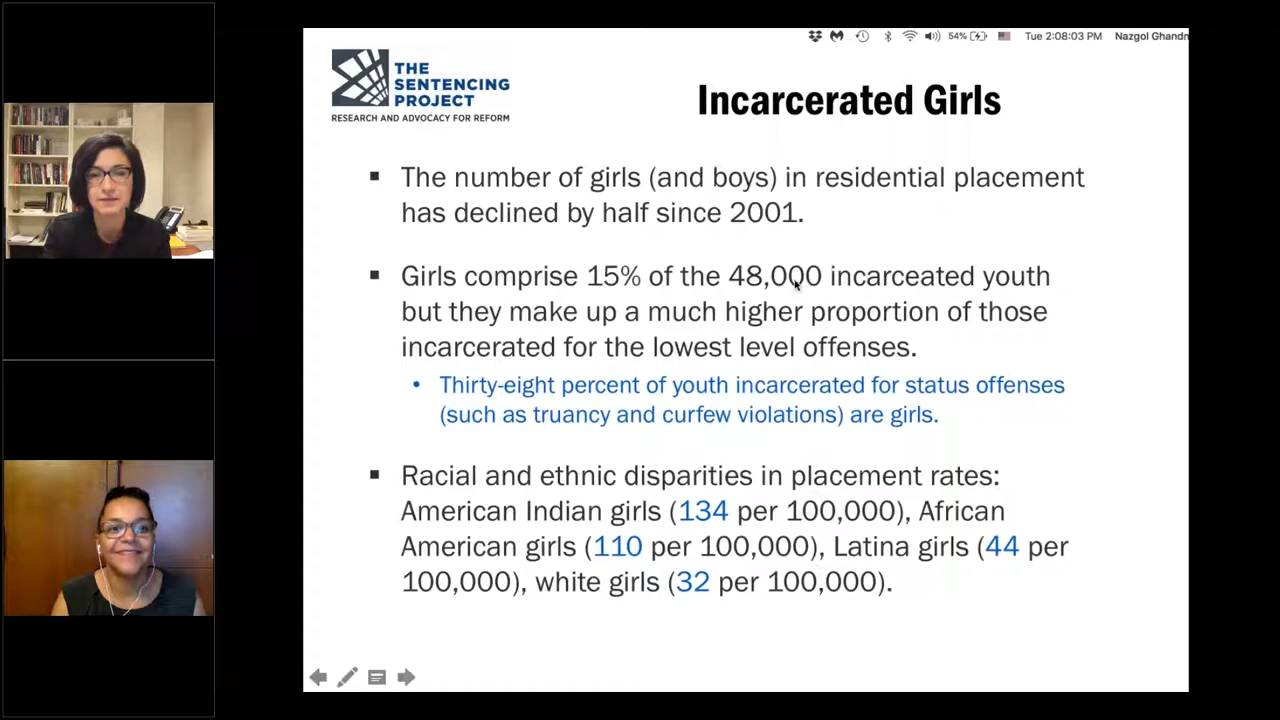 54% Tue 2:08:03 PM Nazgol Ghandn
THE
SENTENCING
PROJECT
RESEARCH AND ADVOCACY FOR REFORM
Incarcerated Girls
▪ The number of girls (and boys) in residential placement
has declined by half since 2001.
▪ Girls comprise 15% of the 48,000 incarceated youth
but they make up a much higher proportion of those
incarcerated for the lowest level offenses.
• Thirty-eight percent of youth incarcerated for status offenses
(such as truancy and curfew violations) are girls.
▪ Racial and ethnic disparities in placement rates:
American Indian girls (134 per 100,000), African
American girls (110 per 100,000), Latina girls (44 per
100,000), white girls (32 per 100,000).